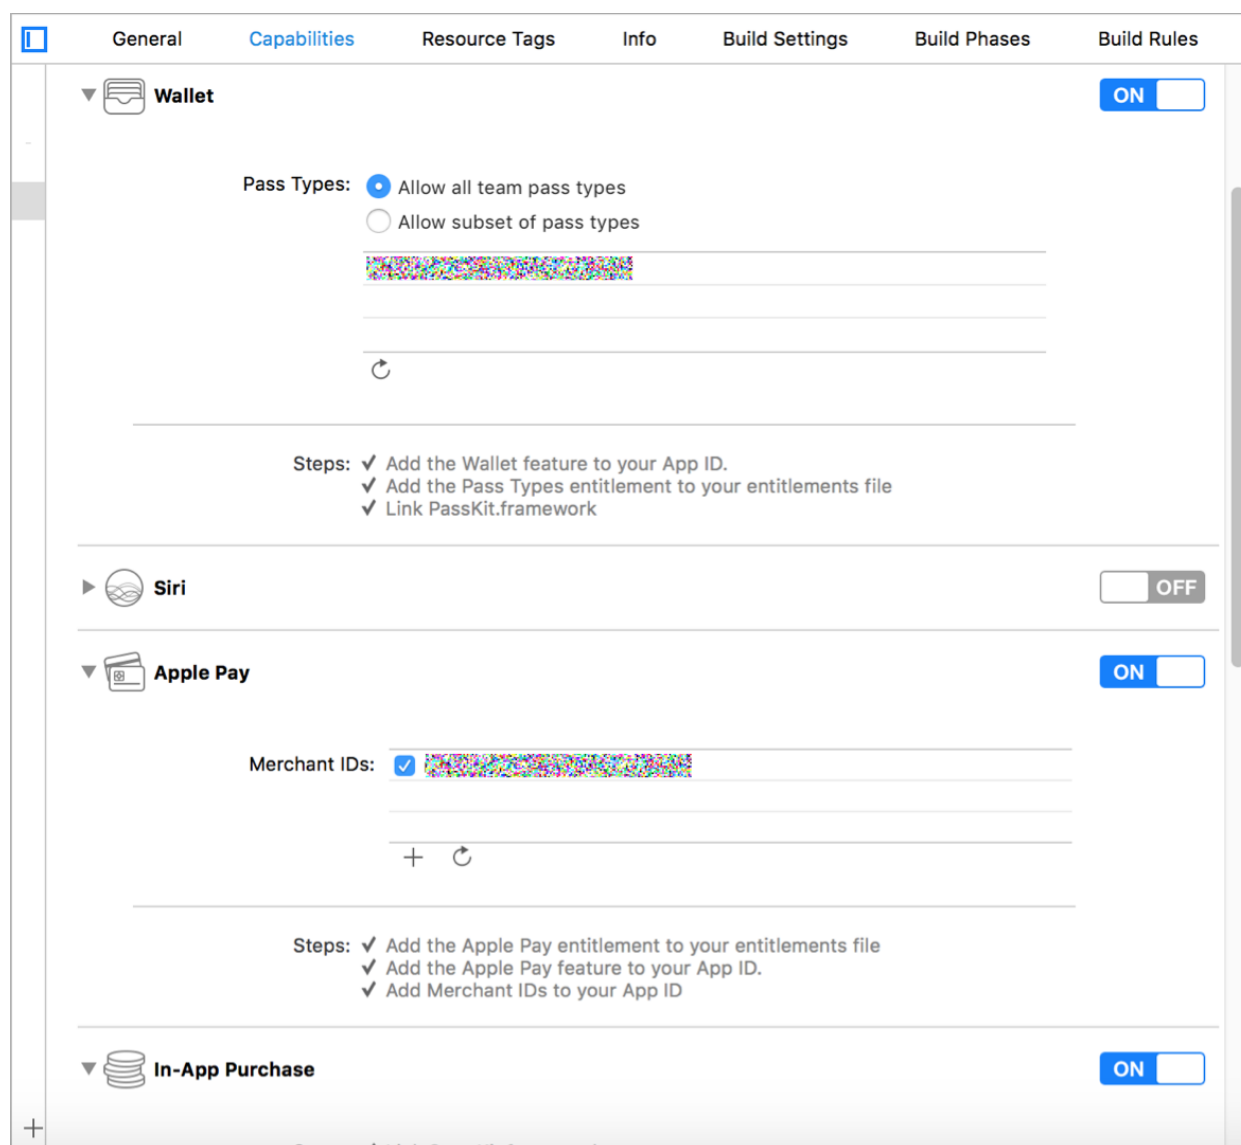 General Capabilities Resource Tags Info Build Settings Build Phases Build Rules
Wallet ON
Pass Types: Allow all team pass types
Allow subset of pass types
Steps: ✓ Add the Wallet feature to your App ID.
✓ Add the Pass Types entitlement to your entitlements file
✓ Link PassKit.framework
Siri OFF
Apple Pay ON
Merchant IDs:
Steps: ✓ Add the Apple Pay entitlement to your entitlements file
✓ Add the Apple Pay feature to your App ID.
✓ Add Merchant IDs to your App ID
In-App Purchase ON